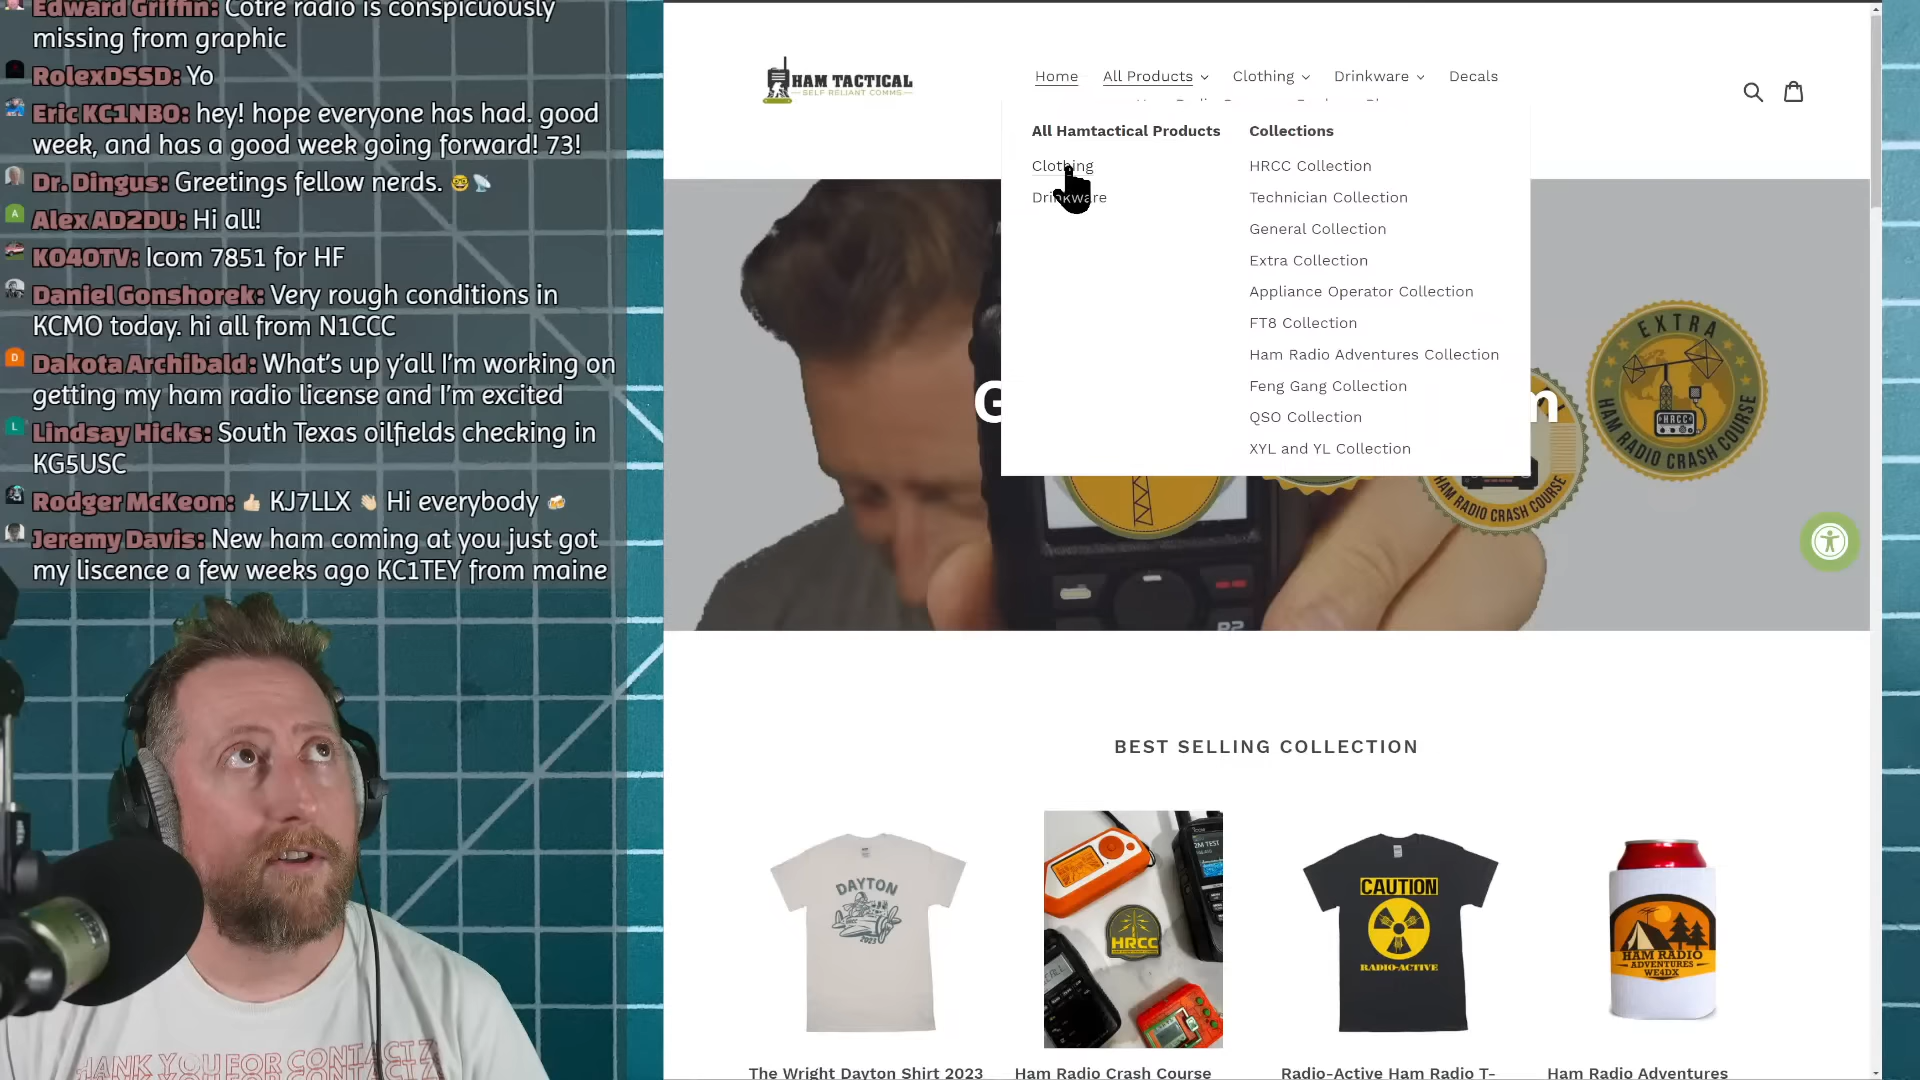 Edward Griffin: Cotre radio is conspicuously
missing from graphic
RolexDSSD: Yo
Eric KC1NBO: hey! hope everyone has had. good
week, and has a good week going forward! 73!
Dr. Dingus: Greetings fellow nerds. 🤓📡
Alex AD2DU: Hi all!
KO4OTV: Icom 7851 for HF
Daniel Gonshorek: Very rough conditions in
KCMO today. hi all from N1CCC
Dakota Archibald: What's up y'all I'm working on
getting my ham radio license and I'm excited
Lindsay Hicks: South Texas oilfields checking in
KG5USC
Rodger McKeon: 👍🏻 KJ7LLX 👋🏻 Hi everybody 🍻
Jeremy Davis: New ham coming at you just got
my liscence a few weeks ago KC1TEY from maine
HAM TACTICAL
SELF RELIANT COMMS
Home All Products Clothing Drinkware Decals
All Hamtactical Products
Clothing
Drinkware
Collections
HRCC Collection
Technician Collection
General Collection
Extra Collection
Appliance Operator Collection
FT8 Collection
Ham Radio Adventures Collection
Feng Gang Collection
QSO Collection
XYL and YL Collection
EXTRA
HRCC
HAM RADIO CRASH COURSE
HAM RADIO CRASH COURSE
BEST SELLING COLLECTION
DAYTON
HRCC
2023
HRCC
CAUTION
RADIO-ACTIVE
HAM RADIO
ADVENTURES
WE4DX
The Wright Dayton Shirt 2023
Ham Radio Crash Course
Radio-Active Ham Radio T-
Ham Radio Adventures